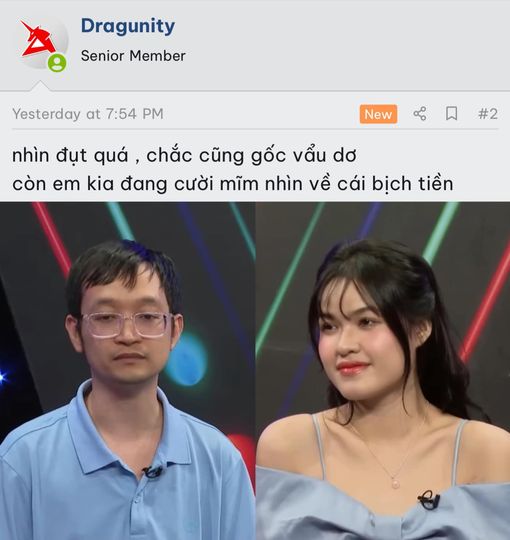 Dragunity
Senior Member
Yesterday at 7:54 PM
New
#2
nhìn đụt quá , chắc cũng gốc vẩu dơ
còn em kia đang cười mĩm nhìn về cái bịch tiền